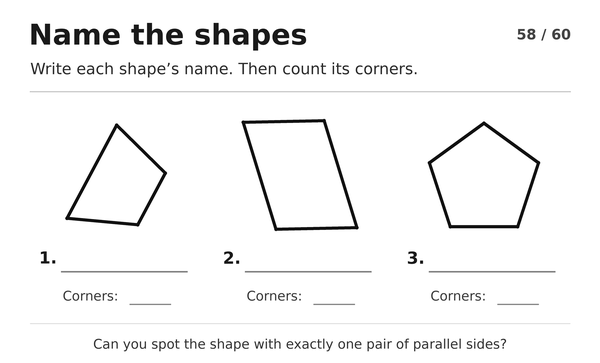 Name the shapes
58 / 60
Write each shape’s name. Then count its corners.
1. 2. 3.
Corners: Corners: Corners:
Can you spot the shape with exactly one pair of parallel sides?